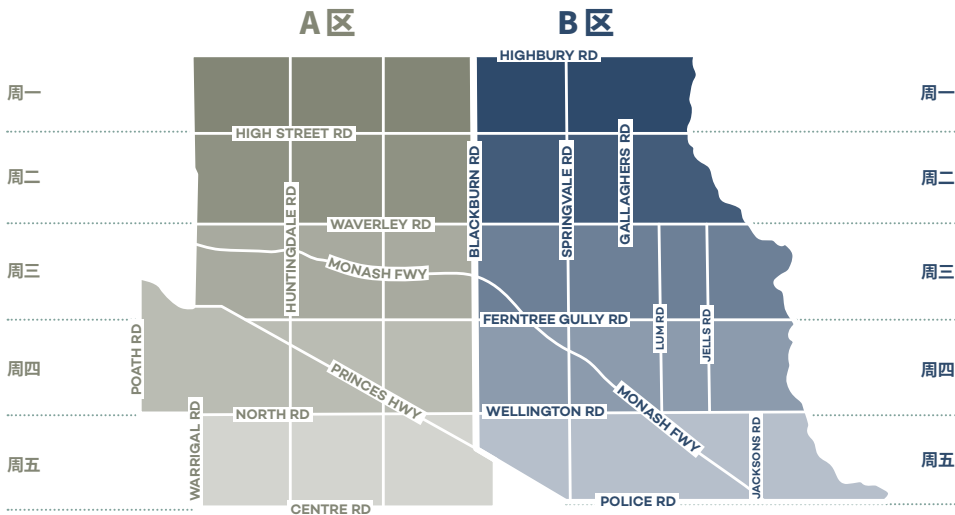 A区
B区
HIGHBURY RD
周一
周一
HIGH STREET RD
GALLAGHERS RD
周二
周二
BLACKBURN RD
SPRINGVALE RD
HUNTINGDALE RD
WAVERLEY RD
周三
MONASH FWY
周三
FERNTREE GULLY RD
LUM RD
JELLS RD
POATH RD
周四
周四
PRINCES HWY
NORTH RD
WELLINGTON RD
MONASH FWY
WARRIGAL RD
JACKSONS RD
周五
周五
CENTRE RD
POLICE RD